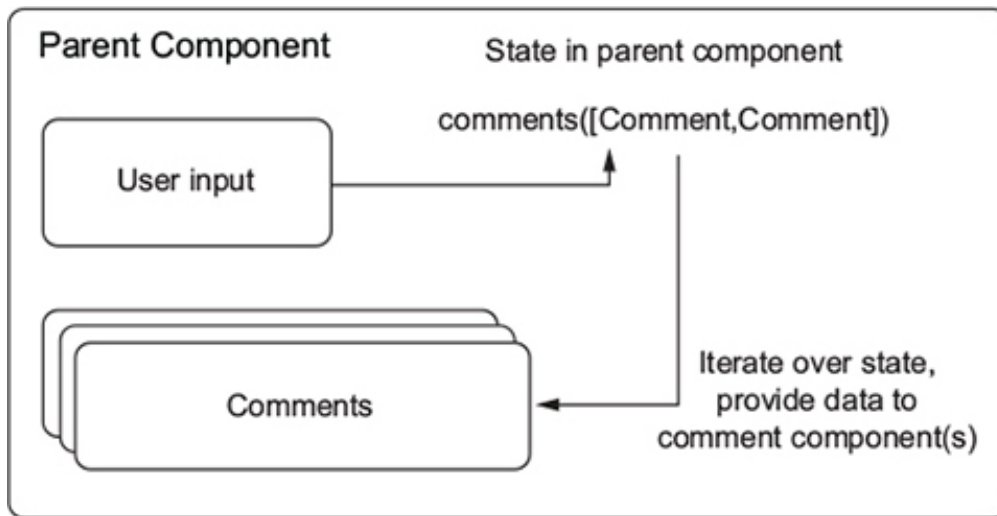 Parent Component
State in parent component
comments([Comment,Comment])
User input
Comments
Iterate over state,
provide data to
comment component(s)